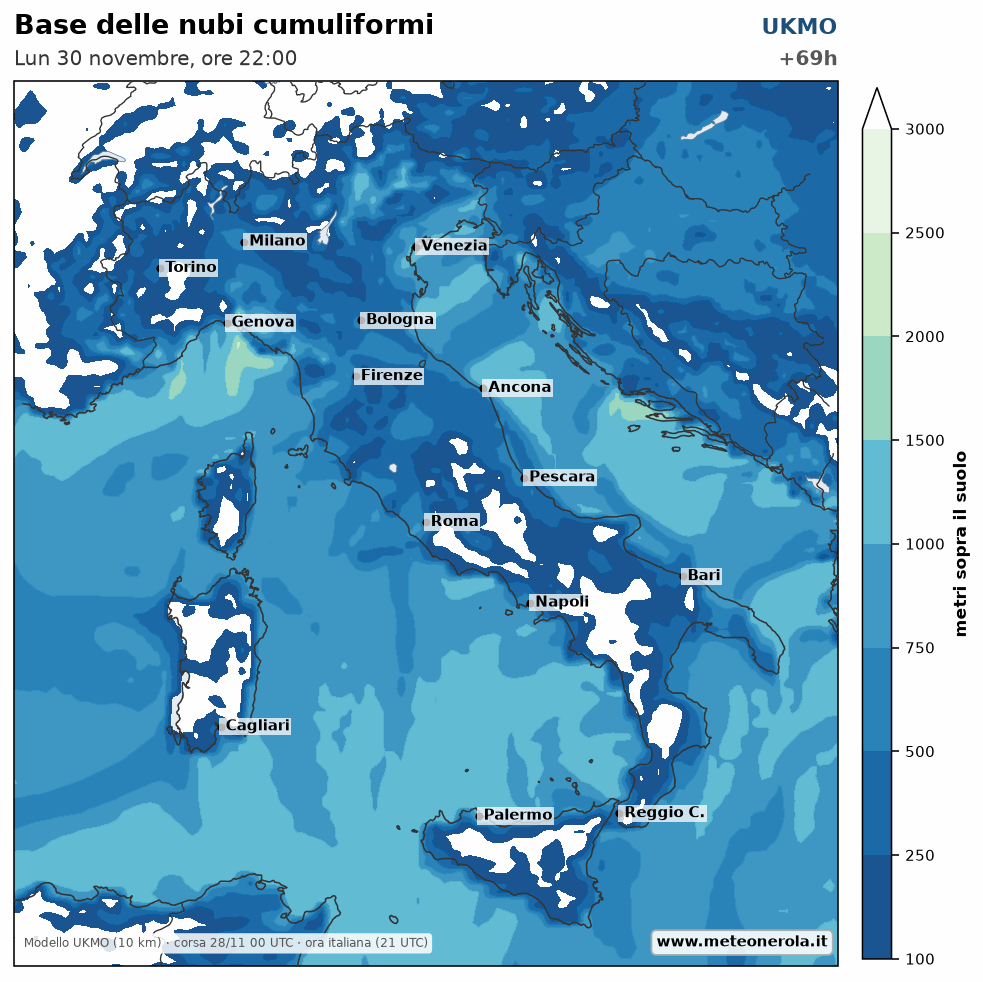 Base delle nubi cumuliformi
UKMO
Lun 30 novembre, ore 22:00
+69h
3000
2500
2000
1500
1000
750
500
250
100
metri sopra il suolo
Milano
Venezia
Torino
Genova
Bologna
Firenze
Ancona
Pescara
Roma
Bari
Napoli
Cagliari
Palermo
Reggio C.
Modello UKMO (10 km) · corsa 28/11 00 UTC · ora italiana (21 UTC)
www.meteonerola.it